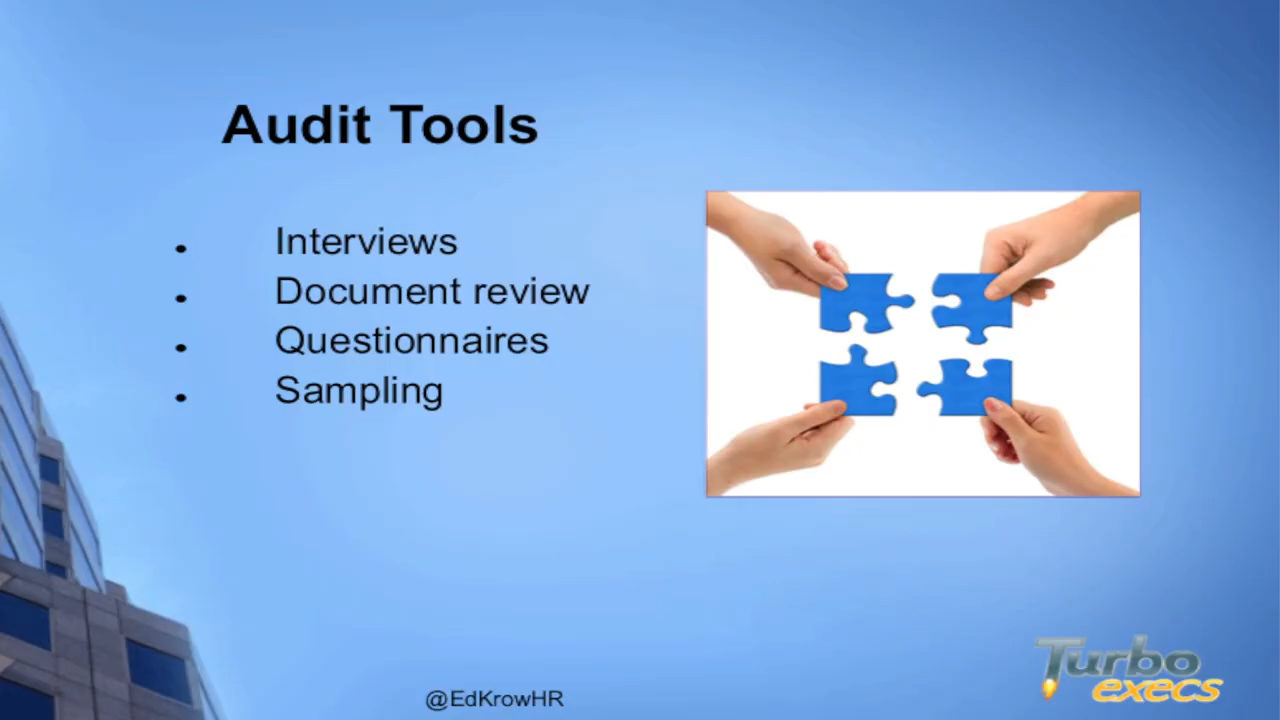 Audit Tools
Interviews
Document review
Questionnaires
Sampling
@EdKrowHR
Turbo
execs